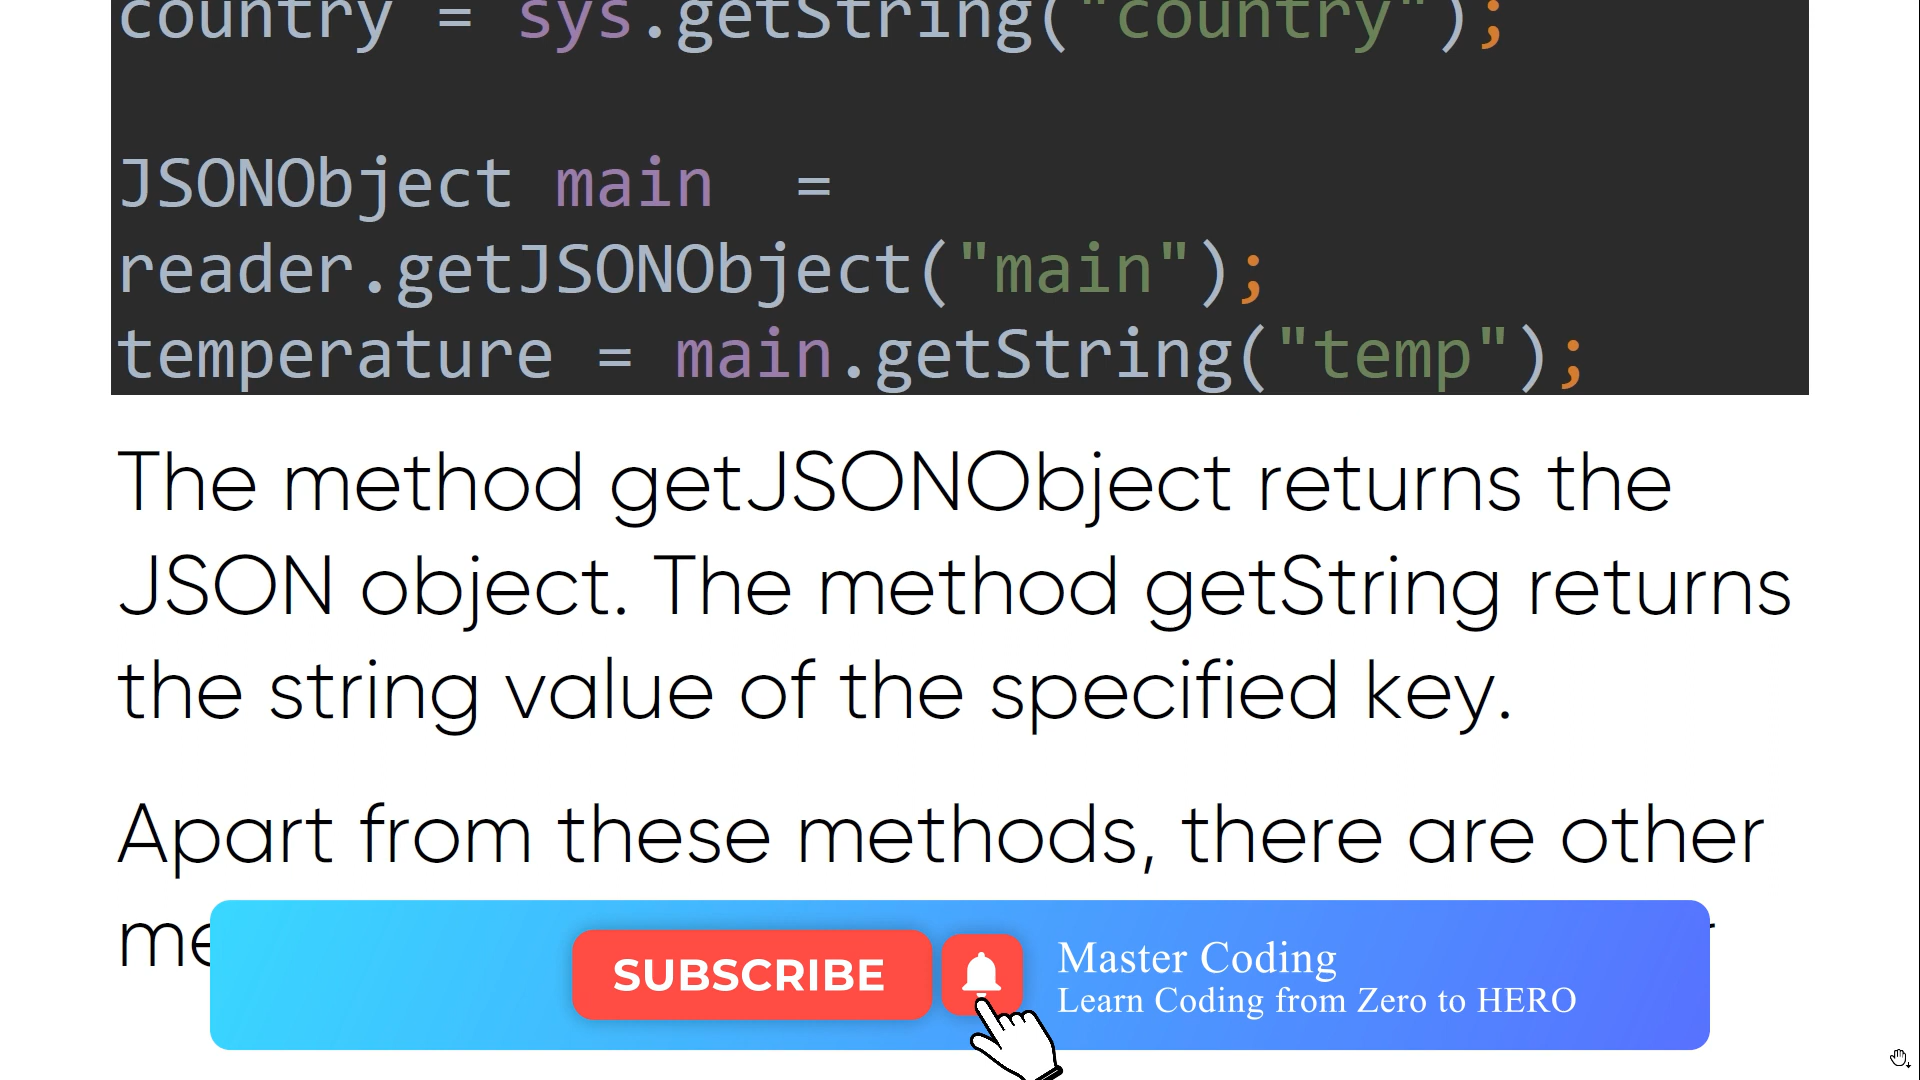 country = sys.getString("country");
JSONObject main  =
reader.getJSONObject("main");
temperature = main.getString("temp");
The method getJSONObject returns the
JSON object. The method getString returns
the string value of the specified key.
Apart from these methods, there are other
SUBSCRIBE
Master Coding
Learn Coding from Zero to HERO